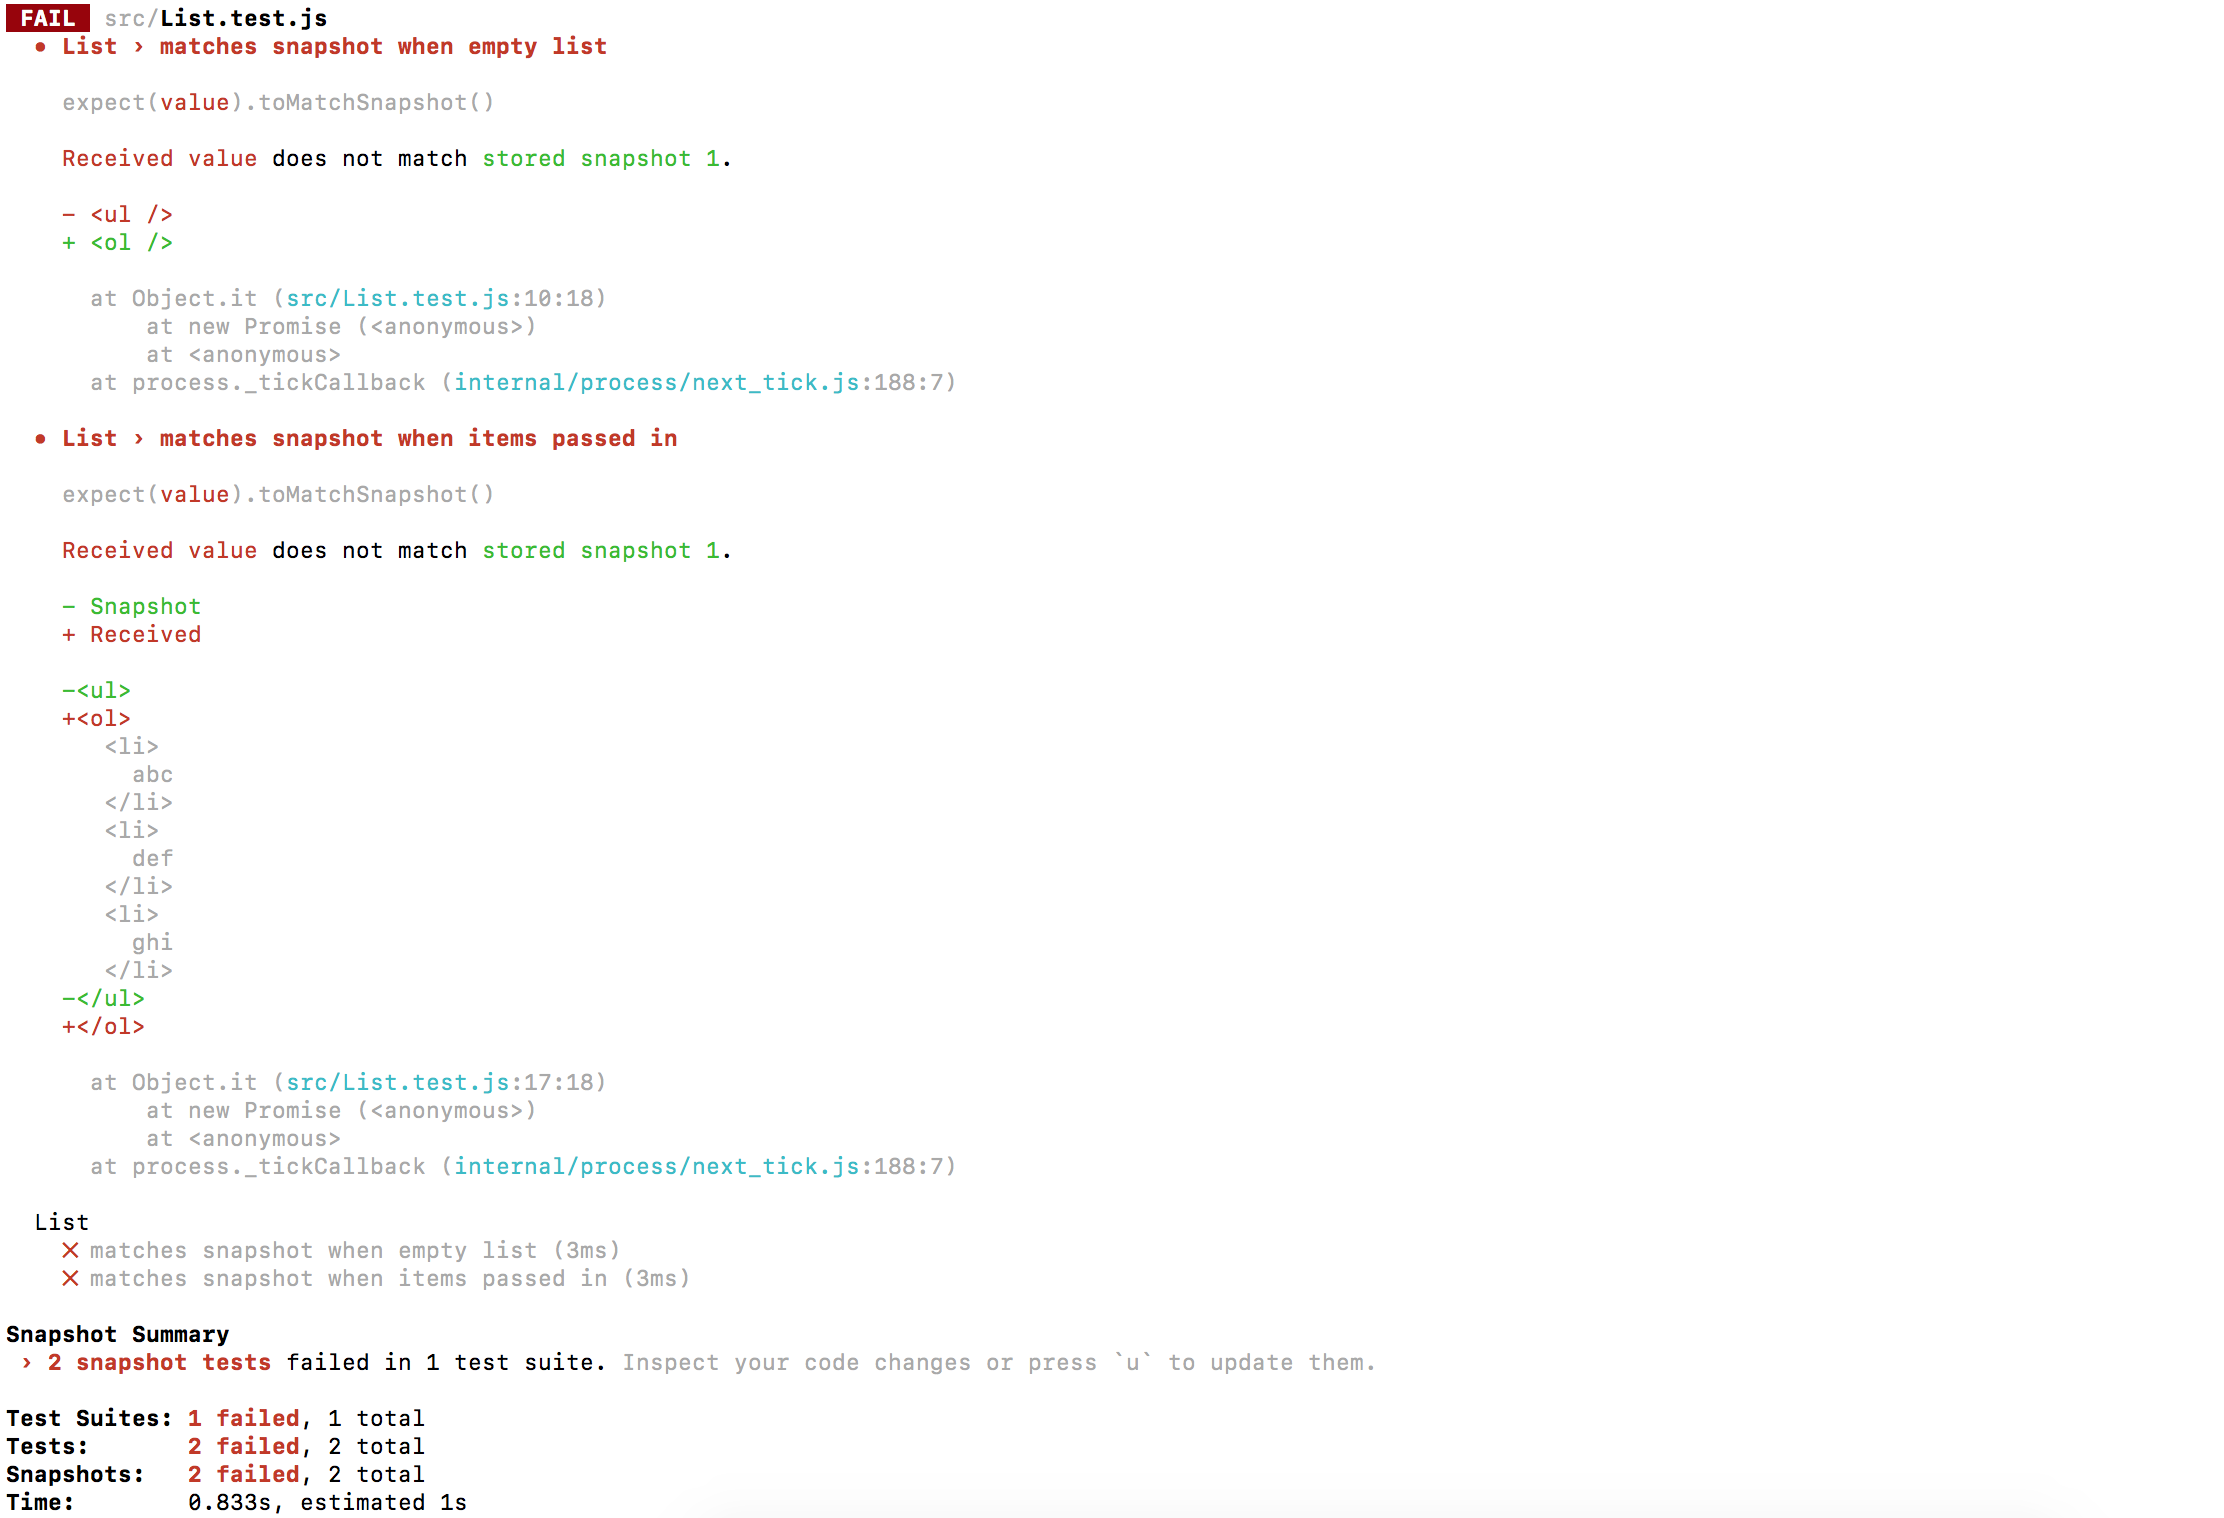 FAIL src/List.test.js
● List › matches snapshot when empty list
expect(value).toMatchSnapshot()
Received value does not match stored snapshot 1.
- <ul />
+ <ol />
at Object.it (src/List.test.js:10:18)
at new Promise (<anonymous>)
at <anonymous>
at process._tickCallback (internal/process/next_tick.js:188:7)
● List › matches snapshot when items passed in
expect(value).toMatchSnapshot()
Received value does not match stored snapshot 1.
- Snapshot
+ Received
-<ul>
+<ol>
<li>
abc
</li>
<li>
def
</li>
<li>
ghi
</li>
-</ul>
+</ol>
at Object.it (src/List.test.js:17:18)
at new Promise (<anonymous>)
at <anonymous>
at process._tickCallback (internal/process/next_tick.js:188:7)
List
✕ matches snapshot when empty list (3ms)
✕ matches snapshot when items passed in (3ms)
Snapshot Summary
› 2 snapshot tests failed in 1 test suite. Inspect your code changes or press `u` to update them.
Test Suites: 1 failed, 1 total
Tests: 2 failed, 2 total
Snapshots: 2 failed, 2 total
Time: 0.833s, estimated 1s